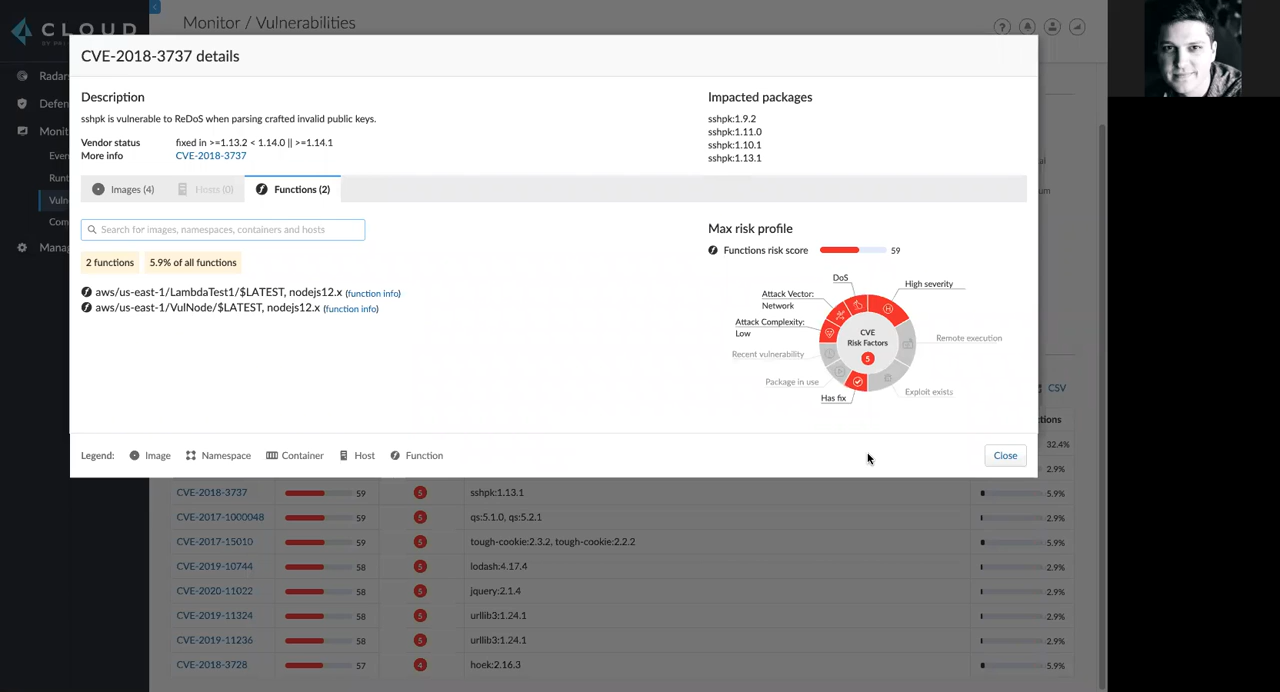 CLOUD
Monitor / Vulnerabilities
?
CVE-2018-3737 details
Description
sshpk is vulnerable to ReDoS when parsing crafted invalid public keys.
Vendor status fixed in >=1.13.2 < 1.14.0 || >=1.14.1
More info CVE-2018-3737
Impacted packages
sshpk:1.9.2
sshpk:1.11.0
sshpk:1.10.1
sshpk:1.13.1
Images (4) Hosts (0) Functions (2)
Search for images, namespaces, containers and hosts
2 functions 5.9% of all functions
aws/us-east-1/LambdaTest1/$LATEST, nodejs12.x (function info)
aws/us-east-1/VulNode/$LATEST, nodejs12.x (function info)
Max risk profile
Functions risk score 59
DoS
High severity
Attack Vector:
Network
Attack Complexity:
Low
CVE
Risk Factors
5
Remote execution
Recent vulnerability
Package in use
Exploit exists
Has fix
Legend: Image Namespace Container Host Function
Close
Radars
Defen
Monit
Even
Runt
Vuln
Com
Manag
CSV
ctions
32.4%
2.9%
CVE-2018-3737 59 5 sshpk:1.13.1 5.9%
CVE-2017-1000048 59 5 qs:5.1.0, qs:5.2.1 2.9%
CVE-2017-15010 59 5 tough-cookie:2.3.2, tough-cookie:2.2.2 5.9%
CVE-2019-10744 58 5 lodash:4.17.4 2.9%
CVE-2020-11022 58 5 jquery:2.1.4 2.9%
CVE-2019-11324 58 5 urllib3:1.24.1 2.9%
CVE-2019-11236 58 5 urllib3:1.24.1 2.9%
CVE-2018-3728 57 4 hoek:2.16.3 5.9%